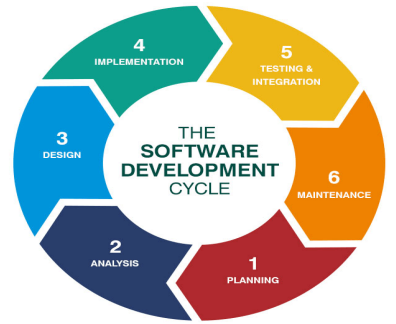 4
IMPLEMENTATION
5
TESTING &
INTEGRATION
3
DESIGN
THE
SOFTWARE
DEVELOPMENT
CYCLE
6
MAINTENANCE
2
ANALYSIS
1
PLANNING